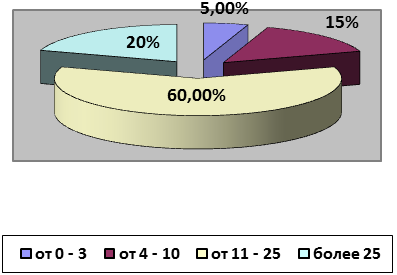 5,00%
15%
20%
60,00%
от 0 - 3 от 4 - 10 от 11 - 25 более 25